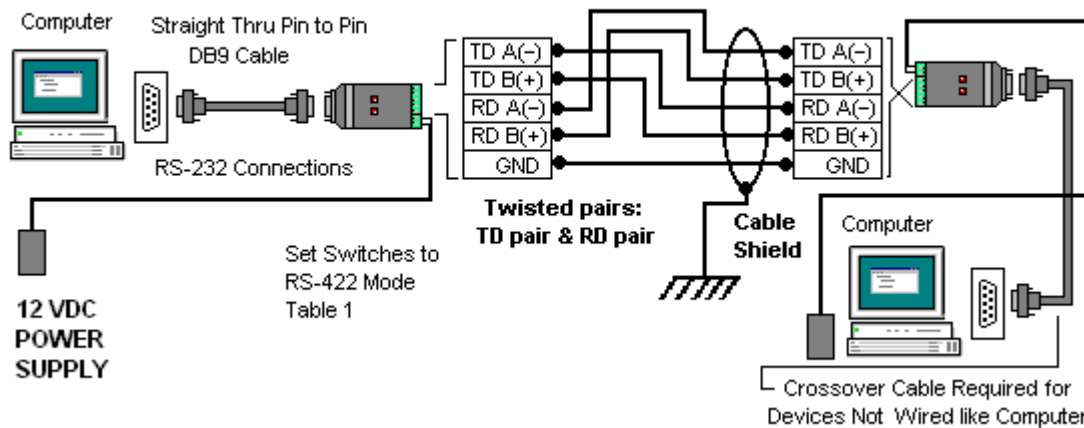 Computer
Straight Thru Pin to Pin
DB9 Cable
RS-232 Connections
12 VDC
POWER
SUPPLY
Set Switches to
RS-422 Mode
Table 1
TD A(-)
TD B(+)
RD A(-)
RD B(+)
GND
Twisted pairs:
TD pair & RD pair
Cable
Shield
TD A(-)
TD B(+)
RD A(-)
RD B(+)
GND
Computer
Crossover Cable Required for
Devices Not Wired like Computer